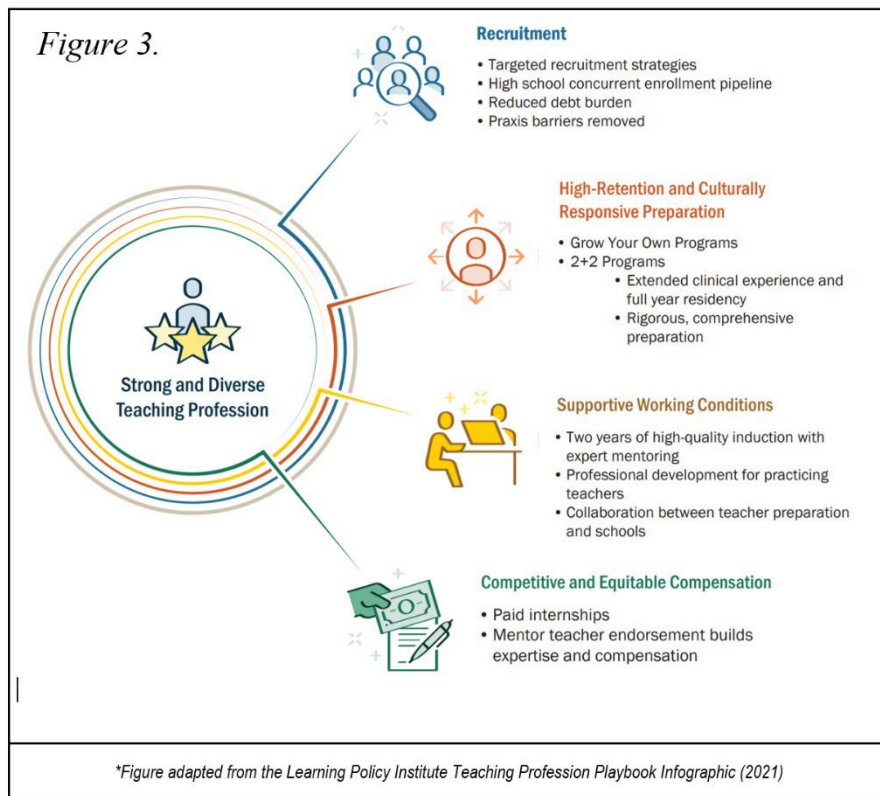 Figure 3.
Recruitment
• Targeted recruitment strategies
• High school concurrent enrollment pipeline
• Reduced debt burden
• Praxis barriers removed
High-Retention and Culturally
Responsive Preparation
• Grow Your Own Programs
• 2+2 Programs
• Extended clinical experience and
full year residency
• Rigorous, comprehensive
preparation
Strong and Diverse
Teaching Profession
Supportive Working Conditions
• Two years of high-quality induction with
expert mentoring
• Professional development for practicing
teachers
• Collaboration between teacher preparation
and schools
Competitive and Equitable Compensation
• Paid internships
• Mentor teacher endorsement builds
expertise and compensation
*Figure adapted from the Learning Policy Institute Teaching Profession Playbook Infographic (2021)